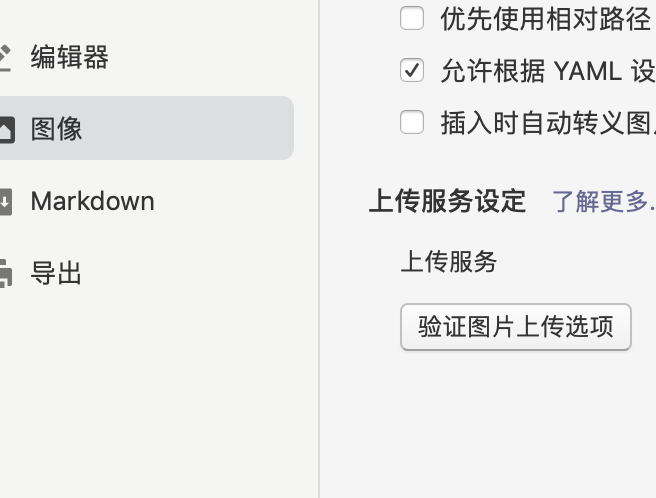 优先使用相对路径
编辑器
允许根据 YAML 设
图像
插入时自动转义图
Markdown
上传服务设定 了解更多.
上传服务
导出
验证图片上传选项